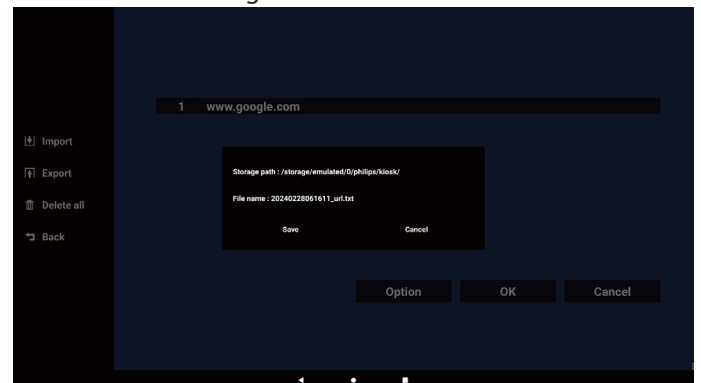 1 www.google.com
Import
Export
Delete all
Back
Storage path : /storage/emulated/0/philips/kiosk/
File name : 20240228061611_url.txt
Save Cancel
Option OK Cancel